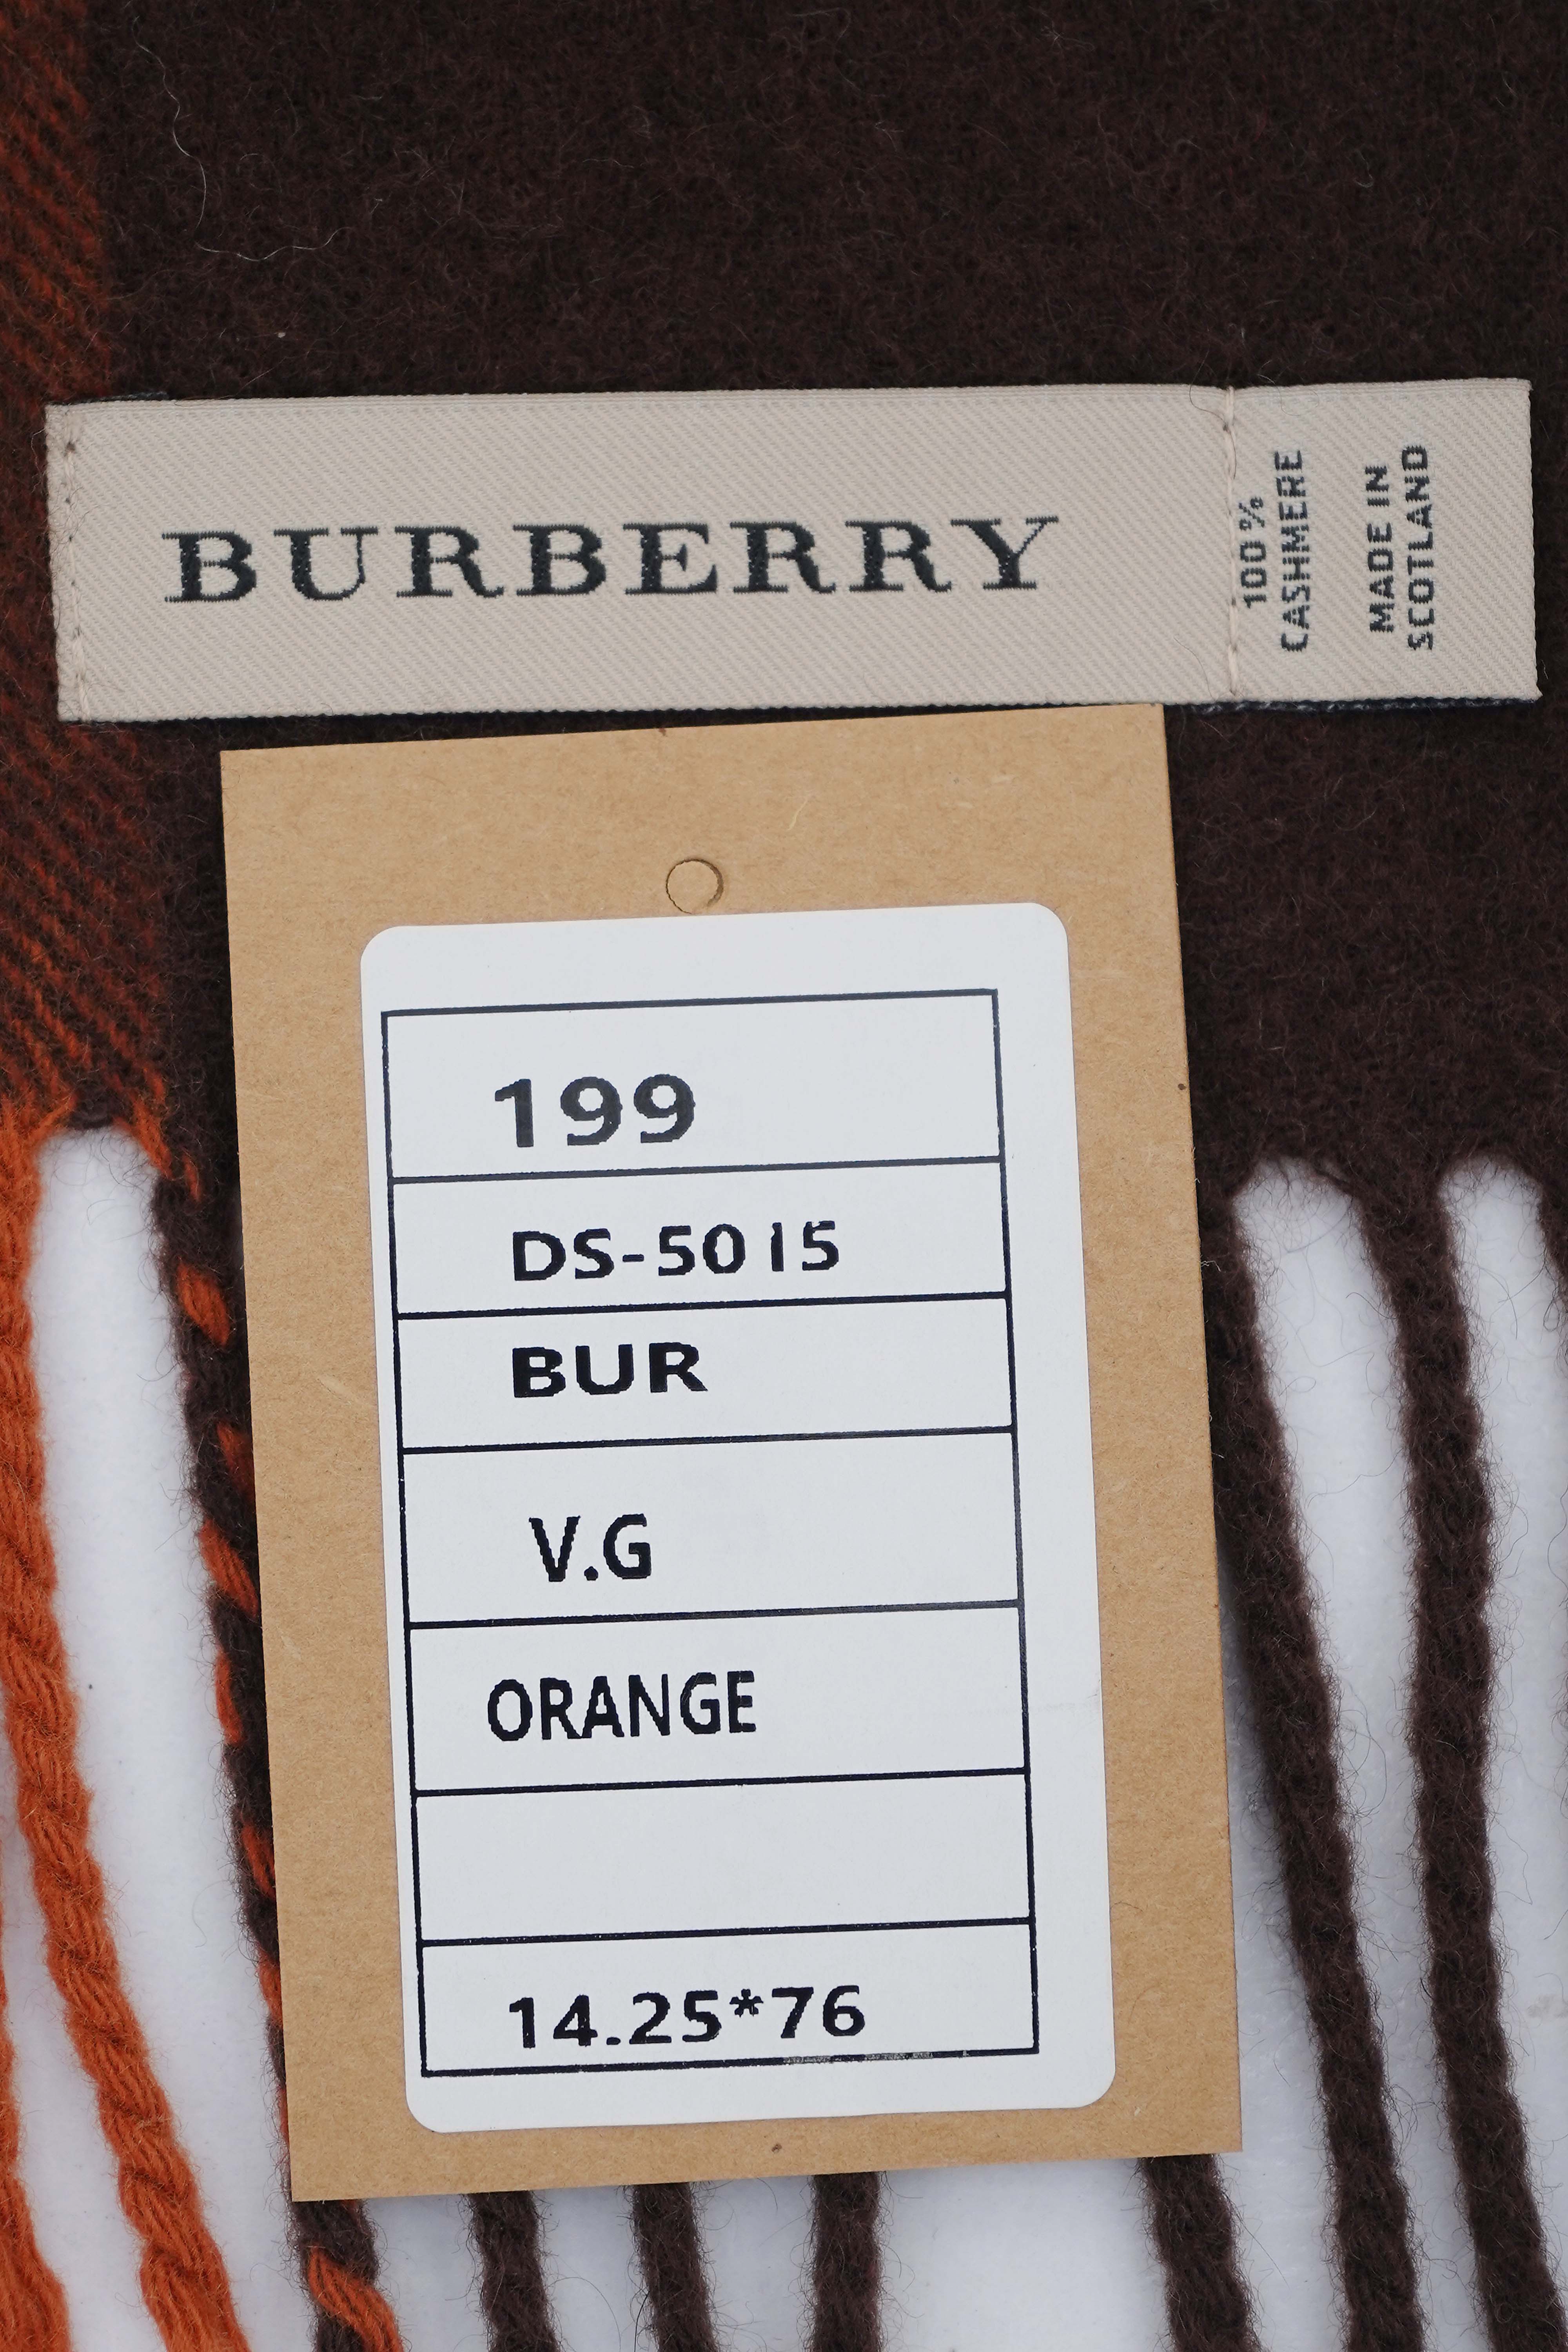 BURBERRY
100%
CASHMERE
MADE IN
SCOTLAND
199
DS-5015
BUR
V.G
ORANGE
14.25*76